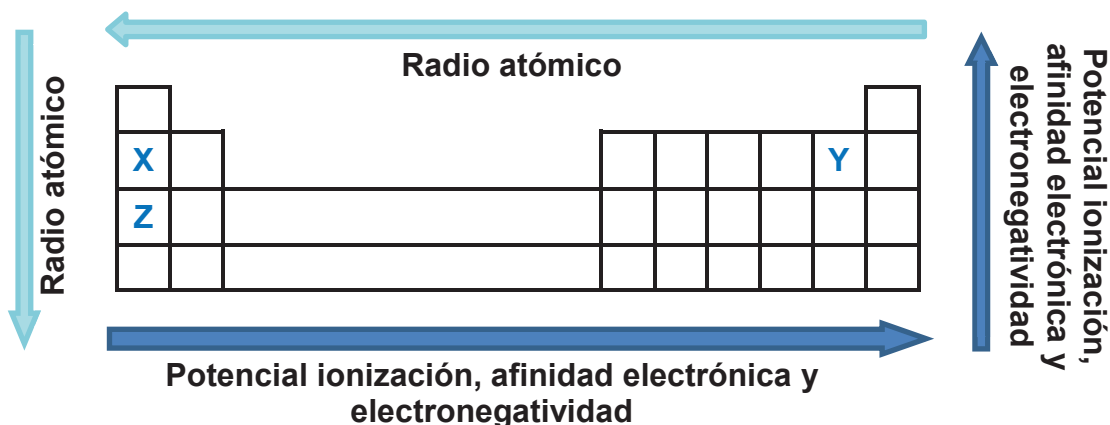 Radio atómico
Radio atómico
X
Y
Z
Potencial ionización,
afinidad electrónica y
electronegatividad
Potencial ionización, afinidad electrónica y
electronegatividad